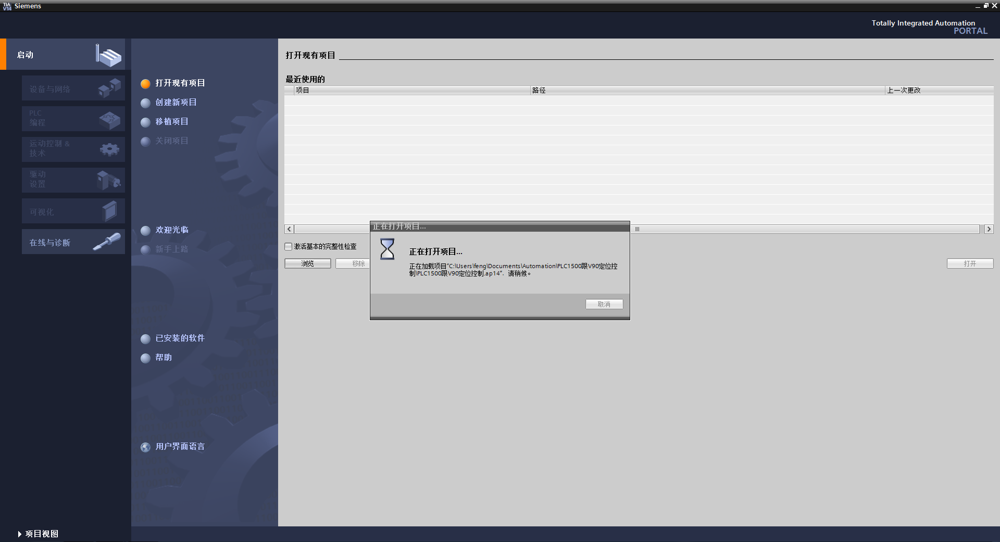 TIA
V14
Siemens
Totally Integrated Automation
PORTAL
启动
设备与网络
PLC
编程
运动控制 &
技术
驱动
设置
可视化
在线与诊断
项目视图
打开现有项目
创建新项目
移植项目
关闭项目
欢迎光临
新手上路
已安装的软件
帮助
用户界面语言
打开现有项目
最近使用的
项目 路径 上一次更改
激活基本的完整性检查
浏览 移除 打开
正在打开项目...
正在打开项目...
正在加载项目“C:\Users\feng\Documents\Automation\PLC1500跟V90定位控
制\PLC1500跟V90定位控制.ap14”．请稍候。
取消